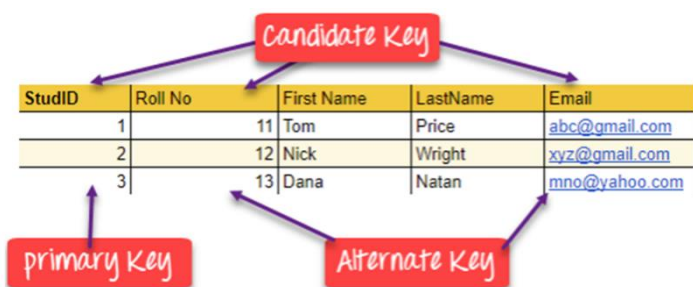 Candidate Key
StudID Roll No First Name LastName Email
1 11 Tom Price abc@gmail.com
2 12 Nick Wright xyz@gmail.com
3 13 Dana Natan mno@yahoo.com
primary Key Alternate Key